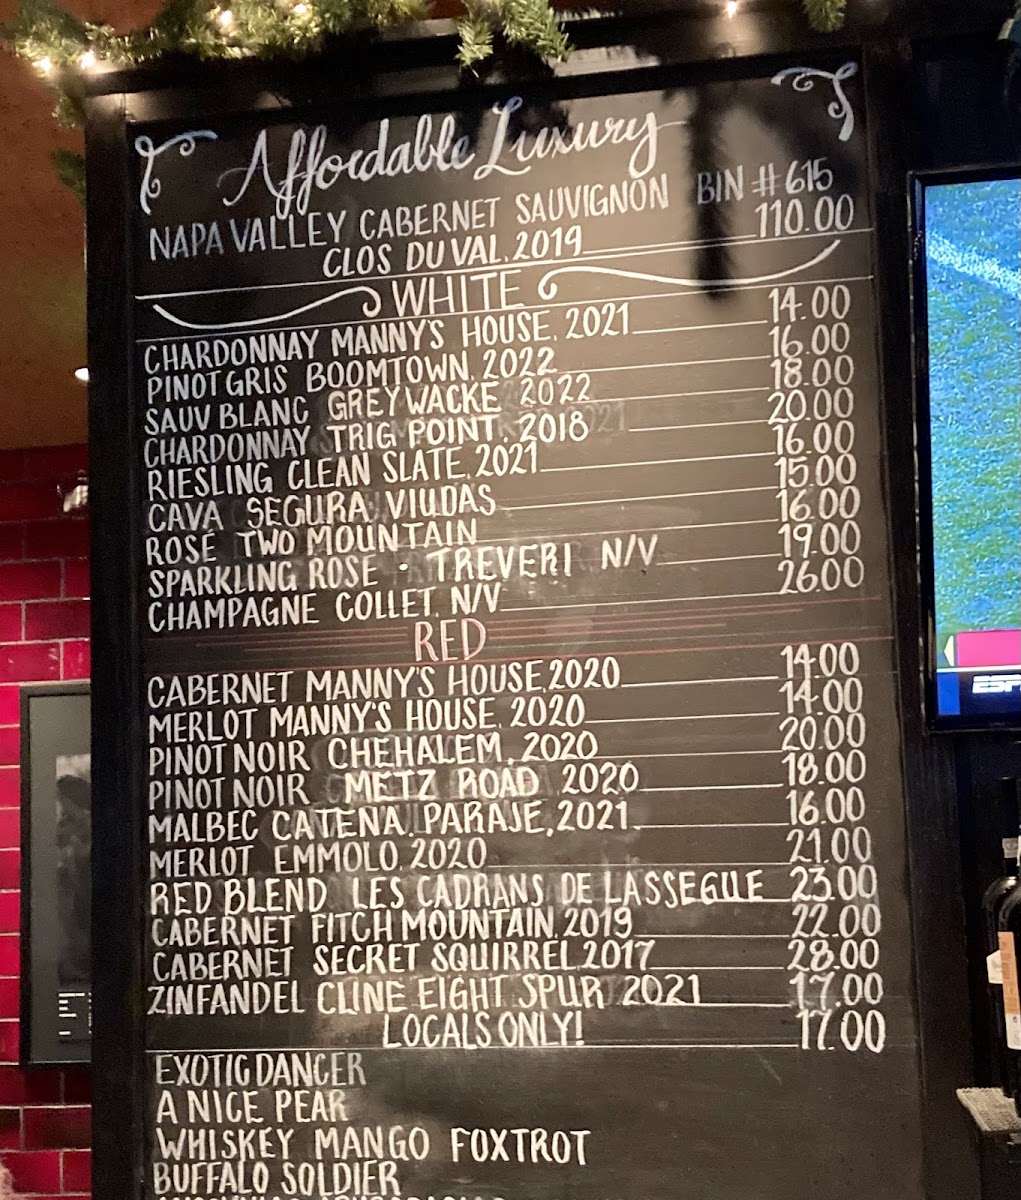 Affordable Luxury
NAPA VALLEY CABERNET SAUVIGNON BIN #615
CLOS DU VAL, 2019 110.00
WHITE
CHARDONNAY MANNY'S HOUSE, 2021 14.00
PINOT GRIS BOOMTOWN, 2022 16.00
SAUV BLANC GREYWACKE 2022 18.00
CHARDONNAY TRIG POINT, 2018 20.00
RIESLING CLEAN SLATE, 2021 16.00
CAVA SEGURA VIUDAS 15.00
ROSÉ TWO MOUNTAIN 16.00
SPARKLING ROSE · TREVERI N/V 19.00
CHAMPAGNE COLLET, N/V 26.00
RED
CABERNET MANNY'S HOUSE, 2020 14.00
MERLOT MANNY'S HOUSE, 2020 14.00
PINOT NOIR CHEHALEM, 2020 20.00
PINOT NOIR METZ ROAD 2020 18.00
MALBEC CATENA, PARAJE, 2021 16.00
MERLOT EMMOLO, 2020 21.00
RED BLEND LES CADRANS DE LASSEGUE 23.00
CABERNET FITCH MOUNTAIN, 2019 22.00
CABERNET SECRET SQUIRREL, 2017 28.00
ZINFANDEL CLINE EIGHT SPUR 2021 17.00
LOCALS ONLY! 17.00
EXOTIC DANCER
A NICE PEAR
WHISKEY MANGO FOXTROT
BUFFALO SOLDIER